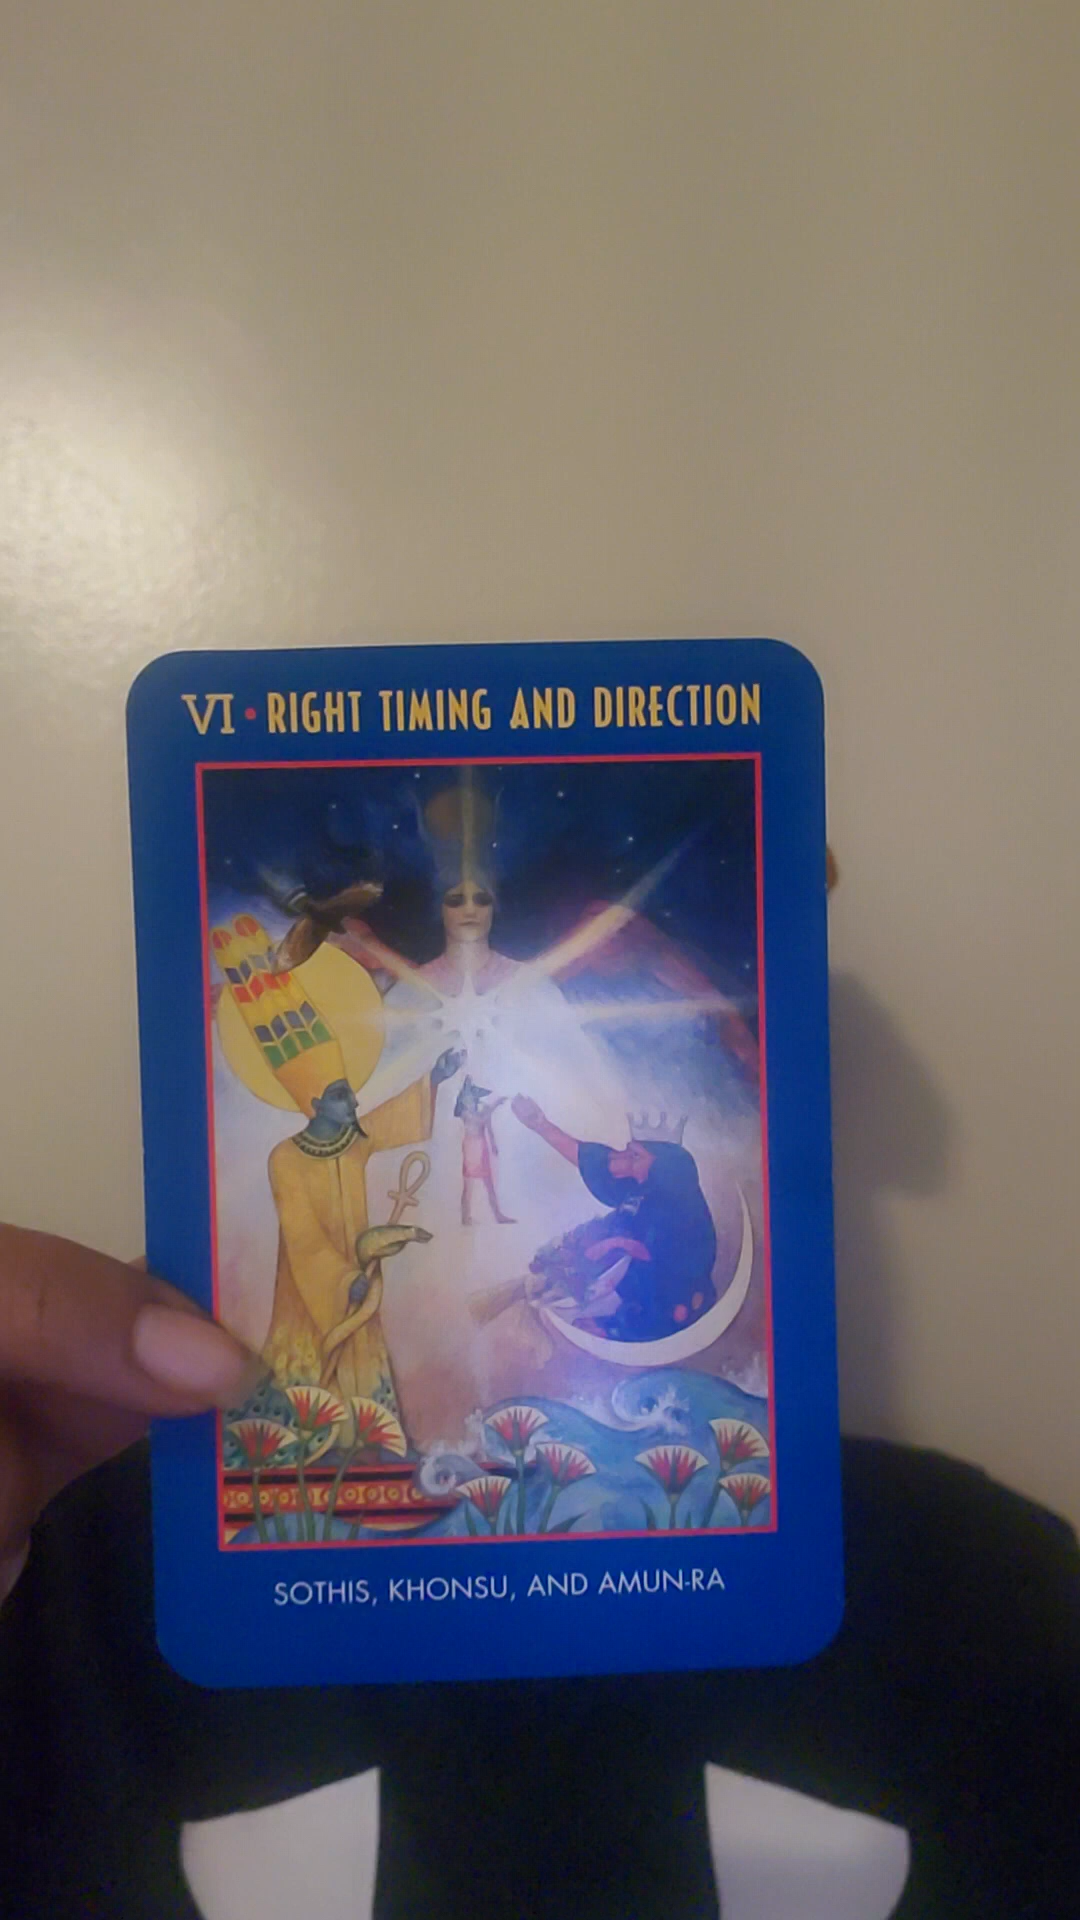 VI • RIGHT TIMING AND DIRECTION
SOTHIS, KHONSU, AND AMUN-RA